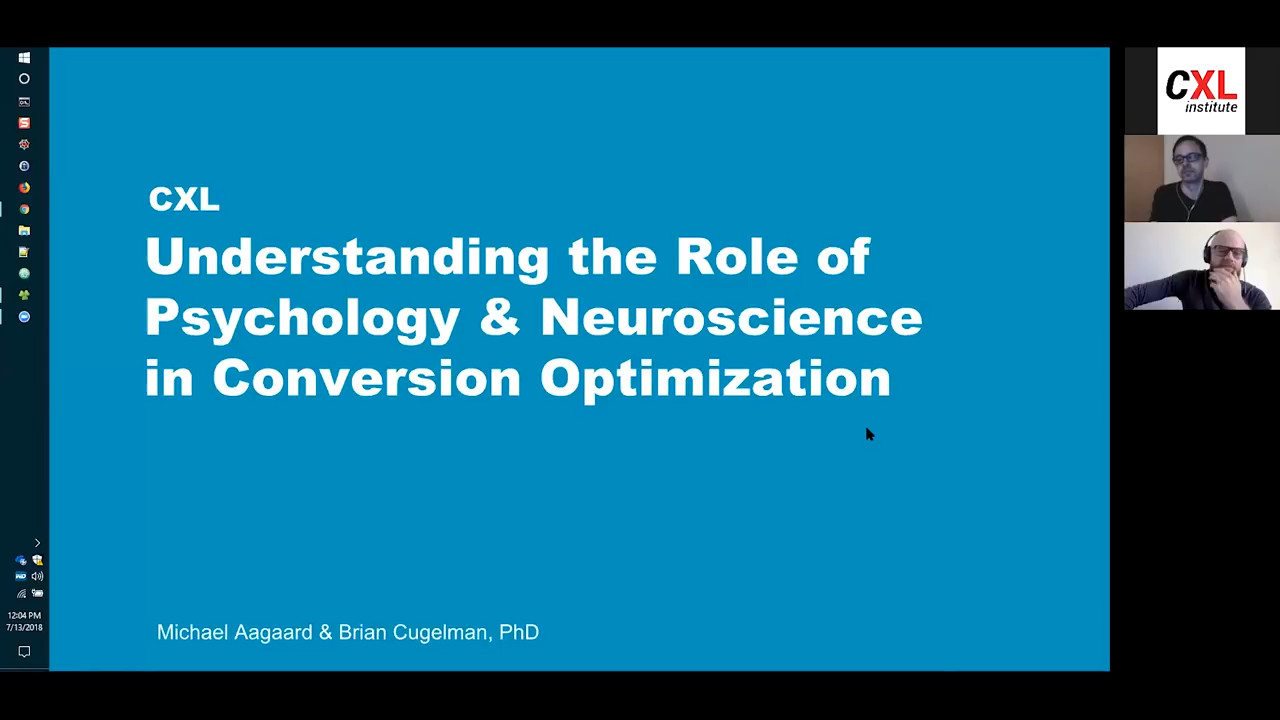 CXL
Understanding the Role of
Psychology & Neuroscience
in Conversion Optimization
Michael Aagaard & Brian Cugelman, PhD
CXL
institute
12:04 PM
7/13/2018